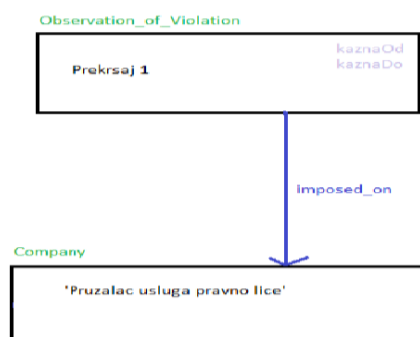 Observation_of_Violation
kaznaOd
kaznaDo
Prekrsaj 1
imposed_on
Company
'Pruzalac usluga pravno lice'